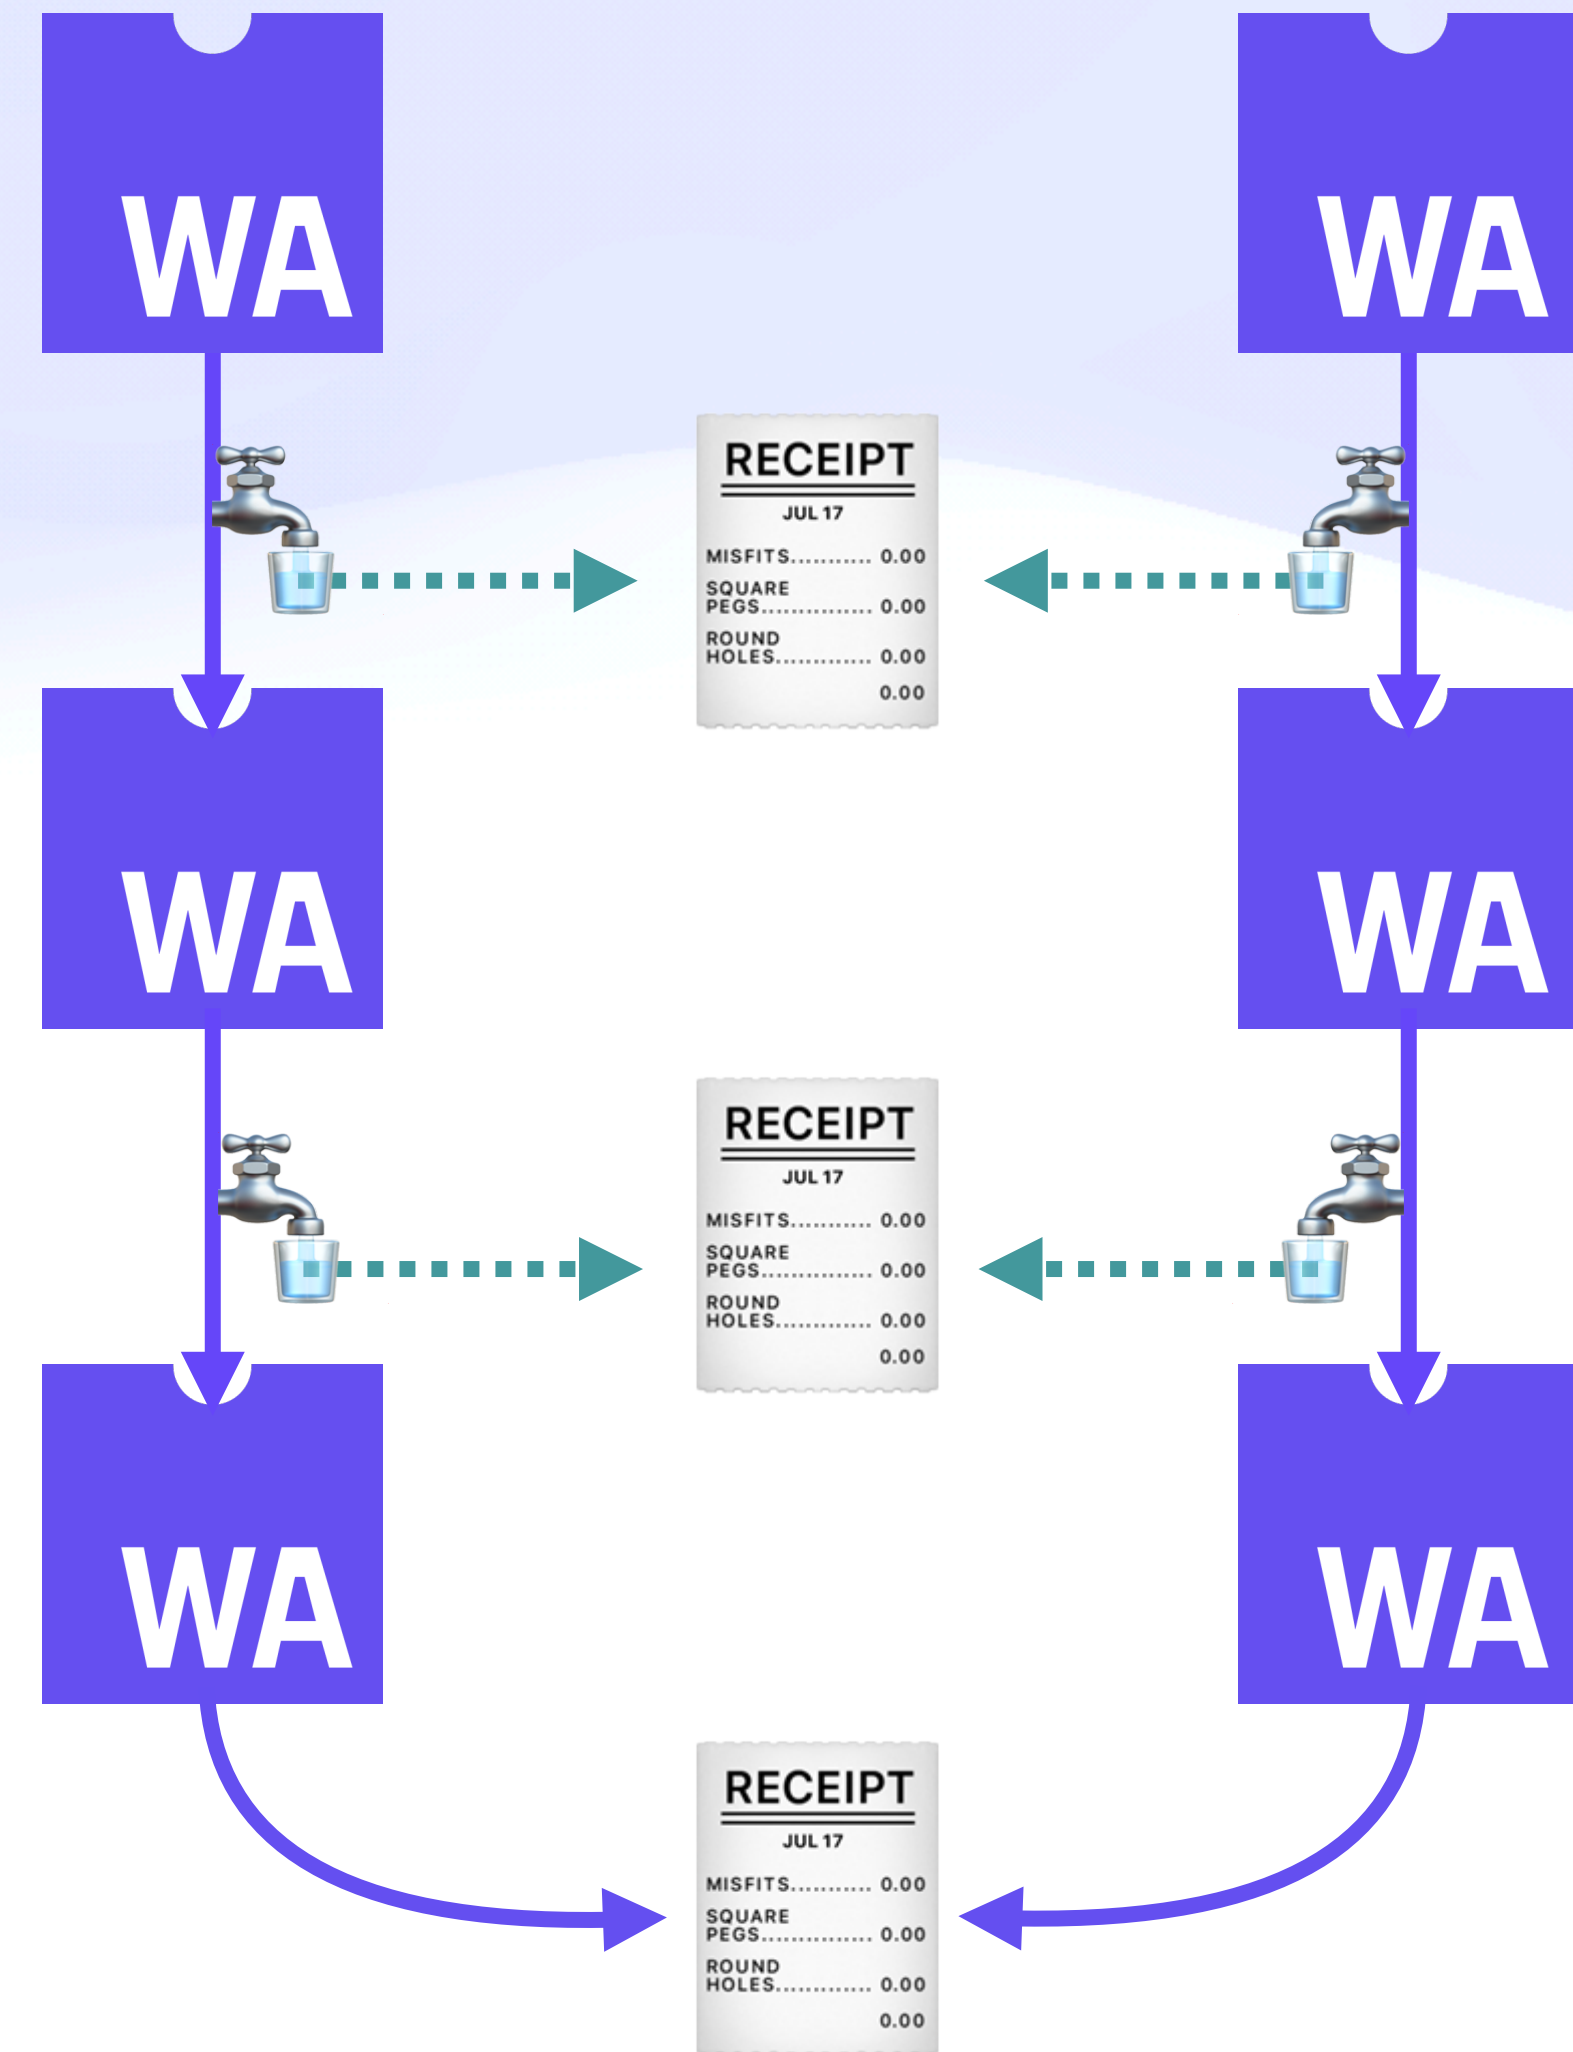 WA
WA
RECEIPT
JUL 17
MISFITS........... 0.00
SQUARE
PEGS............... 0.00
ROUND
HOLES............. 0.00
0.00
WA
WA
RECEIPT
JUL 17
MISFITS........... 0.00
SQUARE
PEGS............... 0.00
ROUND
HOLES............. 0.00
0.00
WA
WA
RECEIPT
JUL 17
MISFITS........... 0.00
SQUARE
PEGS............... 0.00
ROUND
HOLES............. 0.00
0.00